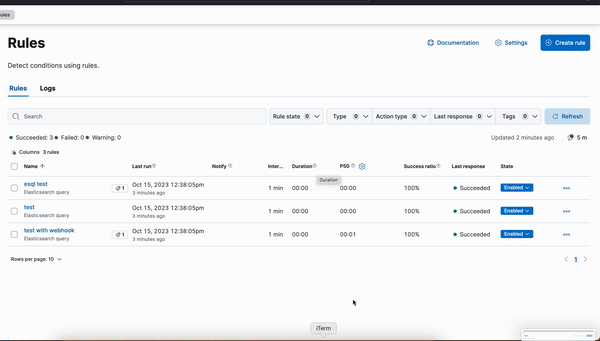 ules
Rules
Documentation
Settings
Create rule
Detect conditions using rules.
Rules
Logs
Search
Rule state 0
Type 0
Action type 0
Last response 0
Tags 0
Refresh
Succeeded: 3 Failed: 0 Warning: 0
Updated 2 minutes ago
5 m
Columns 3 rules
Name Last run Notify Inter... Duration P50 Success ratio Last response State
Duration
esql test
Elasticsearch query
1 Oct 15, 2023 12:38:05pm
3 minutes ago
1 min 00:00 00:00 100% Succeeded Enabled
test
Elasticsearch query
Oct 15, 2023 12:38:05pm
3 minutes ago
1 min 00:00 00:00 100% Succeeded Enabled
test with webhook
Elasticsearch query
1 Oct 15, 2023 12:38:05pm
3 minutes ago
1 min 00:00 00:01 100% Succeeded Enabled
Rows per page: 10
1
iTerm